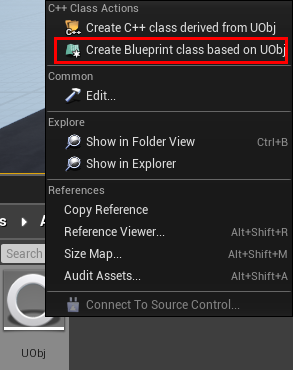 C++ Class Actions
Create C++ class derived from UObj
Create Blueprint class based on UObj
Common
Edit...
Explore
Show in Folder View Ctrl+B
Show in Explorer
References
Copy Reference
Reference Viewer... Alt+Shift+R
Size Map... Alt+Shift+M
Audit Assets... Alt+Shift+A
Connect To Source Control...
Search
UObj